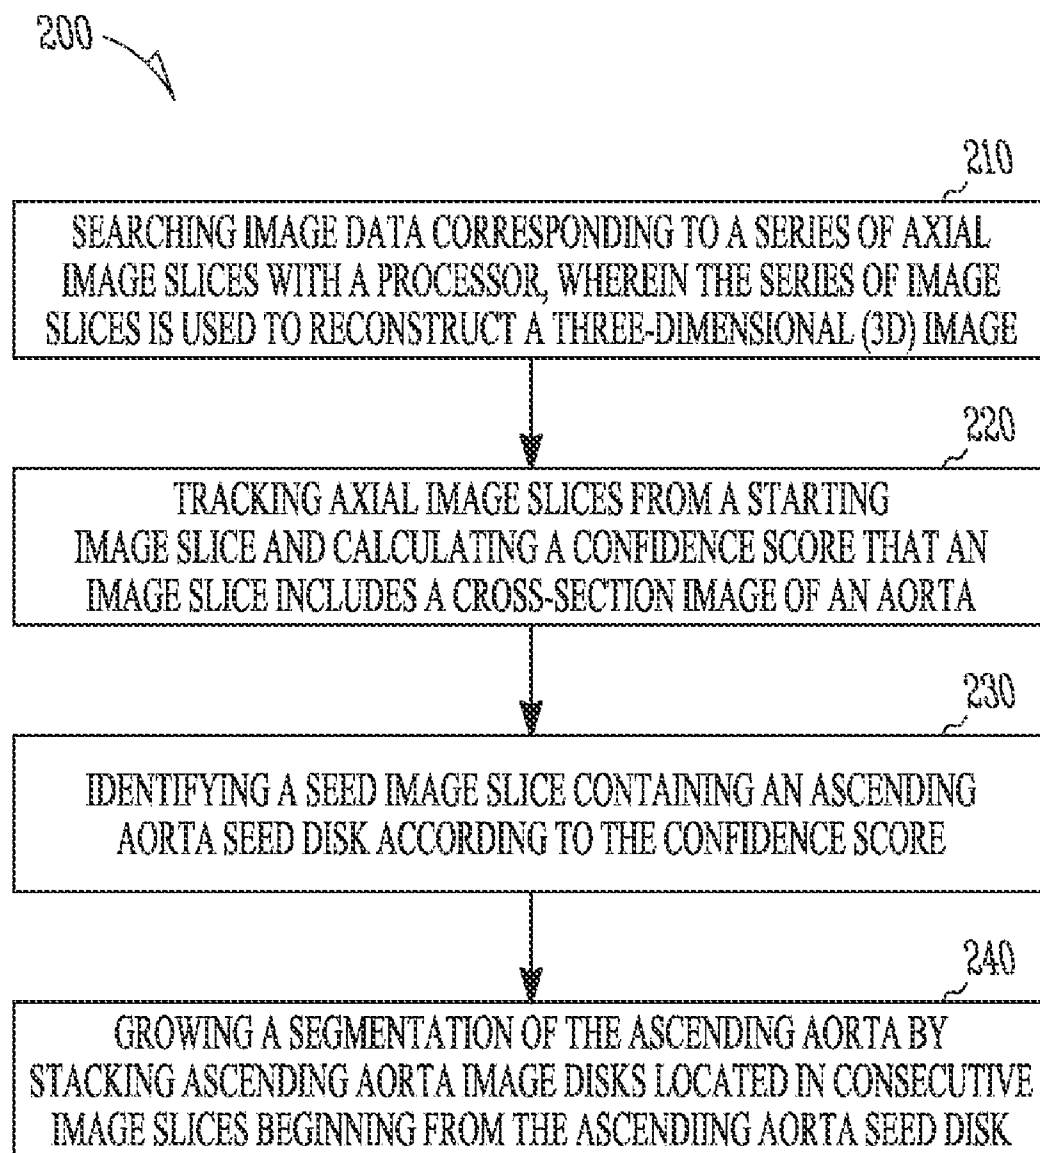 200
210
SEARCHING IMAGE DATA CORRESPONDING TO A SERIES OF AXIAL
IMAGE SLICES WITH A PROCESSOR, WHEREIN THE SERIES OF IMAGE
SLICES IS USED TO RECONSTRUCT A THREE-DIMENSIONAL (3D) IMAGE
220
TRACKING AXIAL IMAGE SLICES FROM A STARTING
IMAGE SLICE AND CALCULATING A CONFIDENCE SCORE THAT AN
IMAGE SLICE INCLUDES A CROSS-SECTION IMAGE OF AN AORTA
230
IDENTIFYING A SEED IMAGE SLICE CONTAINING AN ASCENDING
AORTA SEED DISK ACCORDING TO THE CONFIDENCE SCORE
240
GROWING A SEGMENTATION OF THE ASCENDING AORTA BY
STACKING ASCENDING AORTA IMAGE DISKS LOCATED IN CONSECUTIVE
IMAGE SLICES BEGINNING FROM THE ASCENDIING AORTA SEED DISK